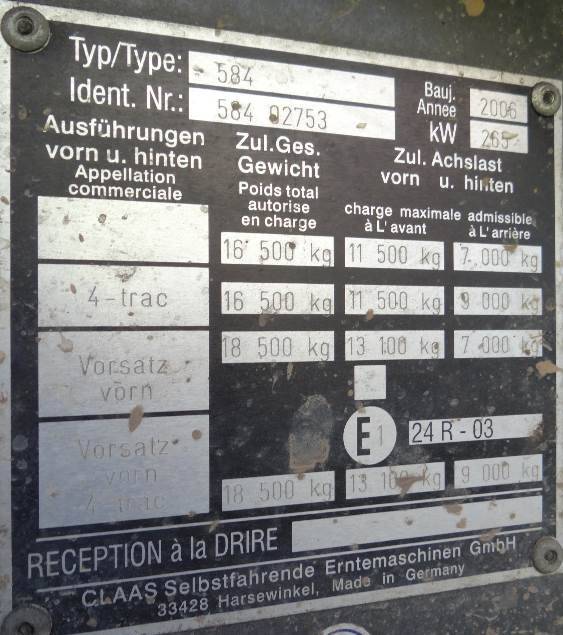 Typ/Type: 584
Ident. Nr.: 584 02753
Bauj. Annee 2006
kW 265
Ausführungen
vorn u. hinten
Appellation
commerciale
Zul.Ges.
Gewicht
Poids total
autorise
en charge
Zul. Achslast
vorn u. hinten
charge maximale admissible
à L'avant à L'arrière
16 500 kg 11 500 kg 7 000 kg
4-trac 16 500 kg 11 500 kg 9 000 kg
Vorsatz
vorn
18 500 kg 13 100 kg 7 000 kg
E1 24 R - 03
Vorsatz
vorn
4-trac
18 500 kg 13 100 kg 9 000 kg
RECEPTION à la DRIRE
CLAAS Selbstfahrende Erntemaschinen GmbH
33428 Harsewinkel, Made in Germany